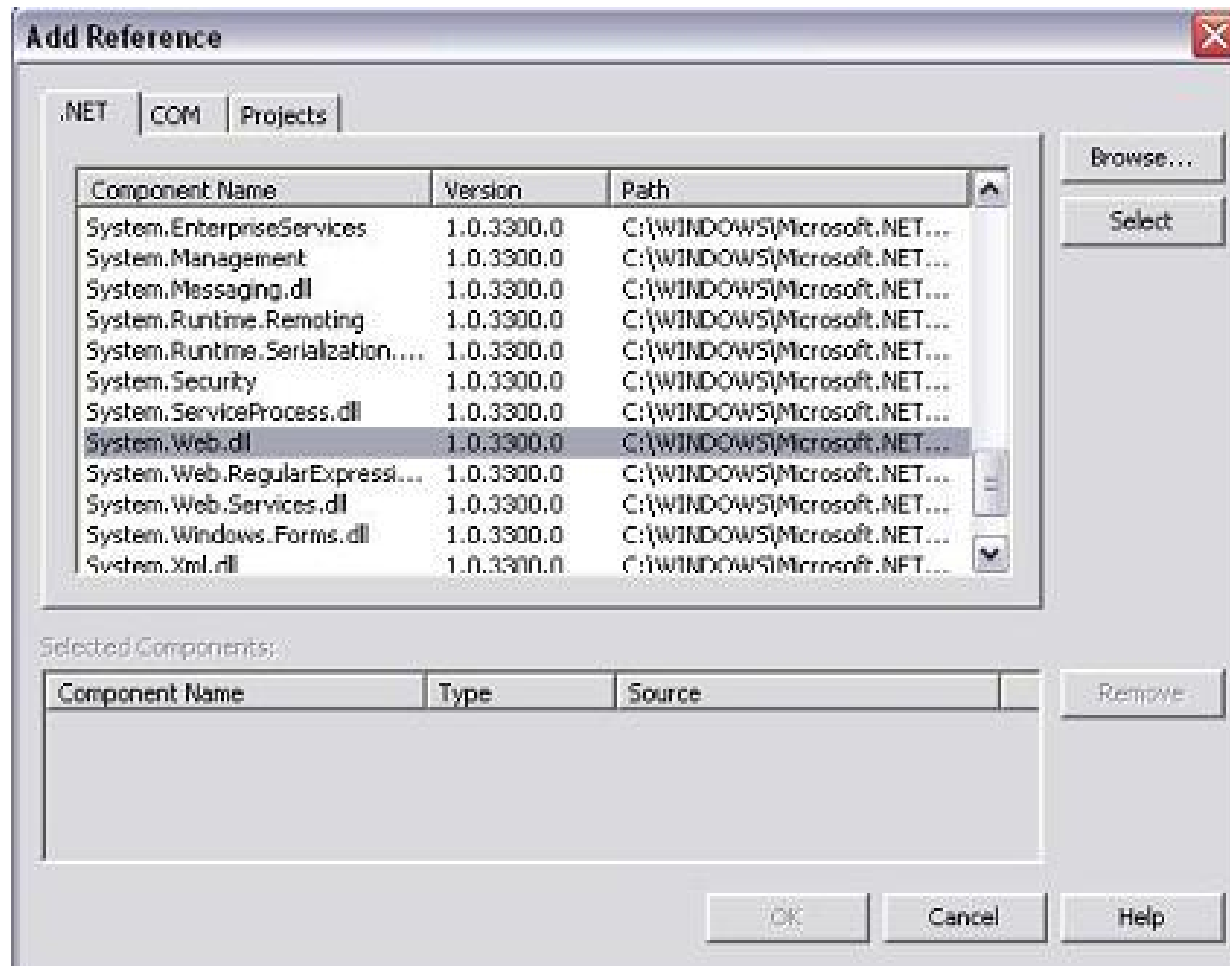 Add Reference
.NET COM Projects
Browse...
Select
Component Name Version Path
System.EnterpriseServices 1.0.3300.0 C:\WINDOWS\Microsoft.NET...
System.Management 1.0.3300.0 C:\WINDOWS\Microsoft.NET...
System.Messaging.dll 1.0.3300.0 C:\WINDOWS\Microsoft.NET...
System.Runtime.Remoting 1.0.3300.0 C:\WINDOWS\Microsoft.NET...
System.Runtime.Serialization.... 1.0.3300.0 C:\WINDOWS\Microsoft.NET...
System.Security 1.0.3300.0 C:\WINDOWS\Microsoft.NET...
System.ServiceProcess.dll 1.0.3300.0 C:\WINDOWS\Microsoft.NET...
System.Web.dll 1.0.3300.0 C:\WINDOWS\Microsoft.NET...
System.Web.RegularExpressi... 1.0.3300.0 C:\WINDOWS\Microsoft.NET...
System.Web.Services.dll 1.0.3300.0 C:\WINDOWS\Microsoft.NET...
System.Windows.Forms.dll 1.0.3300.0 C:\WINDOWS\Microsoft.NET...
System.Xml.dll 1.0.3300.0 C:\WINDOWS\Microsoft.NET...
Selected Components:
Component Name Type Source
Remove
OK Cancel Help